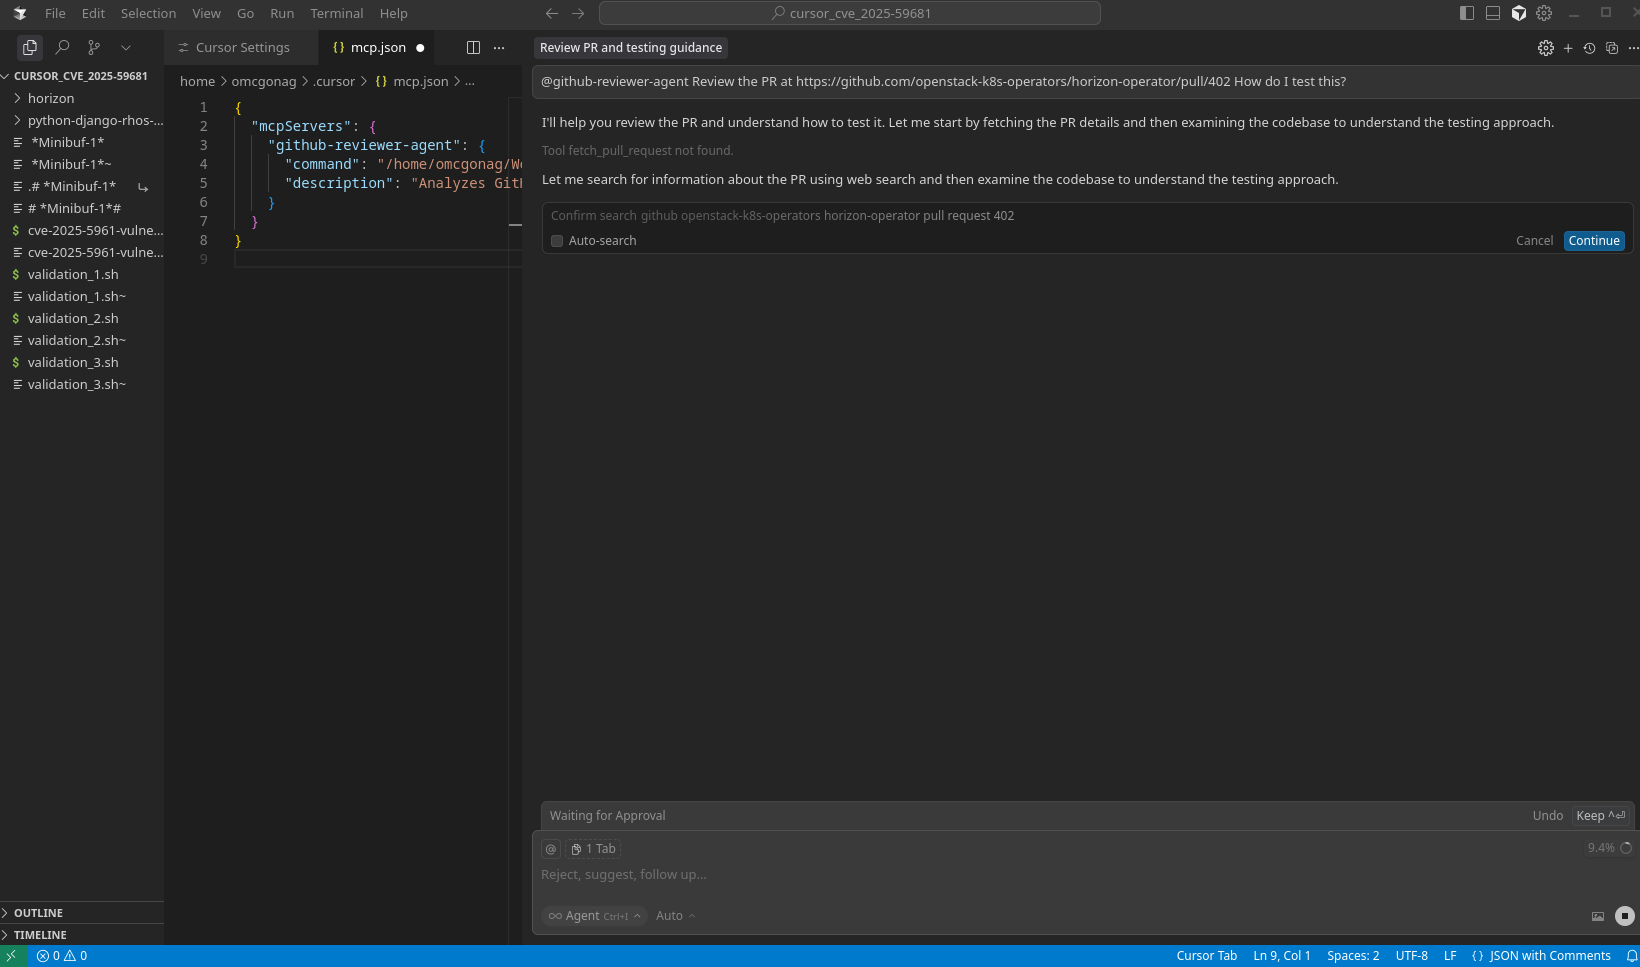 File Edit Selection View Go Run Terminal Help
cursor_cve_2025-59681
CURSOR_CVE_2025-59681
horizon
python-django-rhos-...
*Minibuf-1*
*Minibuf-1*~
.# *Minibuf-1*
# *Minibuf-1*#
cve-2025-5961-vulne...
cve-2025-5961-vulne...
validation_1.sh
validation_1.sh~
validation_2.sh
validation_2.sh~
validation_3.sh
validation_3.sh~
OUTLINE
TIMELINE
Cursor Settings
{} mcp.json
home > omcgonag > .cursor > {} mcp.json > ...
1 {
2 "mcpServers": {
3 "github-reviewer-agent": {
4 "command": "/home/omcgonag/
5 "description": "Analyzes
6 }
7 }
8 }
9
Review PR and testing guidance
@github-reviewer-agent Review the PR at https://github.com/openstack-k8s-operators/horizon-operator/pull/402 How do I test this?
I'll help you review the PR and understand how to test it. Let me start by fetching the PR details and then examining the codebase to understand the testing approach.
Tool fetch_pull_request not found.
Let me search for information about the PR using web search and then examine the codebase to understand the testing approach.
Confirm search github openstack-k8s-operators horizon-operator pull request 402
Auto-search
Cancel Continue
Waiting for Approval
Undo Keep ^⏎
@ 1 Tab
9.4%
Reject, suggest, follow up...
Agent Ctrl+I Auto
0 0
Cursor Tab Ln 9, Col 1 Spaces: 2 UTF-8 LF {} JSON with Comments